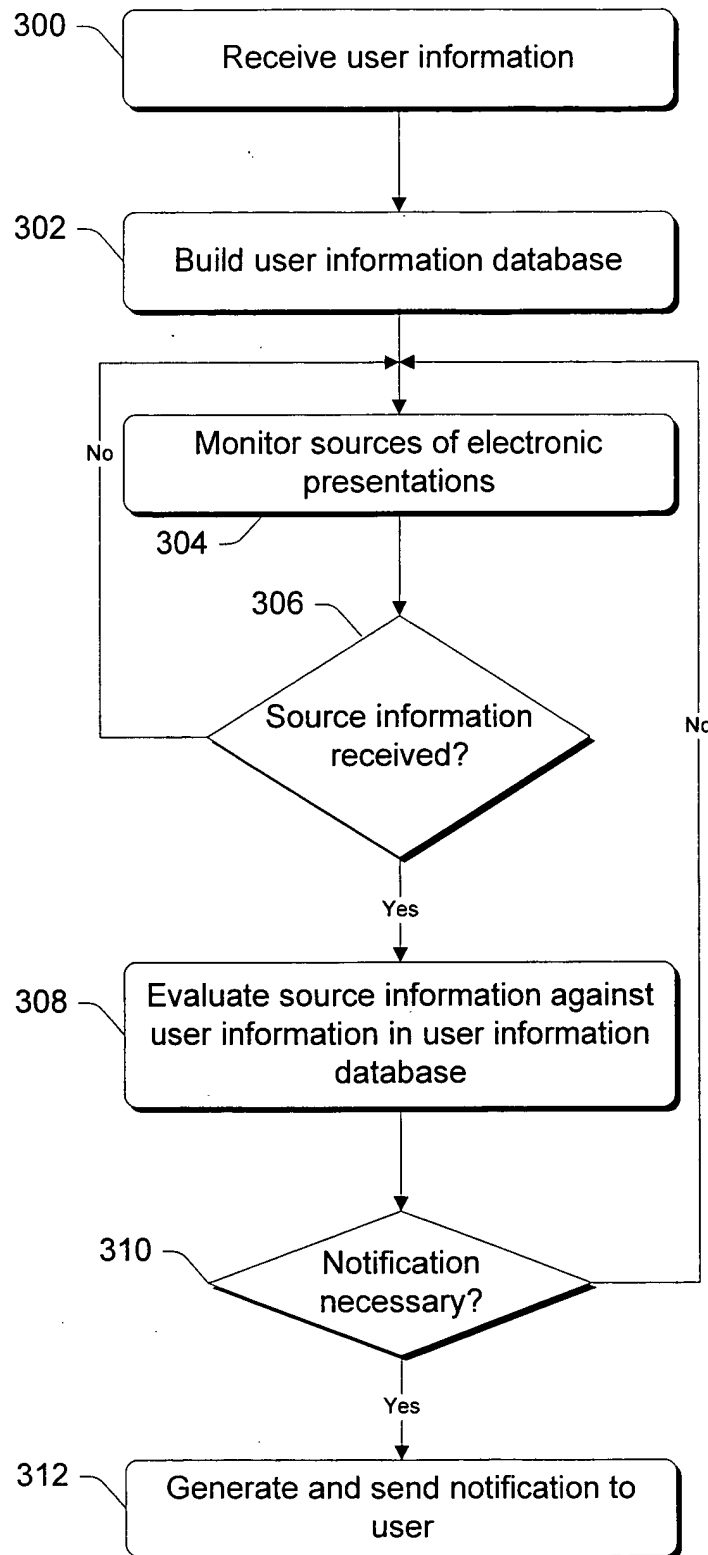 300
Receive user information
302
Build user information database
No
Monitor sources of electronic
presentations
304
306
Source information
received?
No
Yes
308
Evaluate source information against
user information in user information
database
310
Notification
necessary?
Yes
312
Generate and send notification to
user